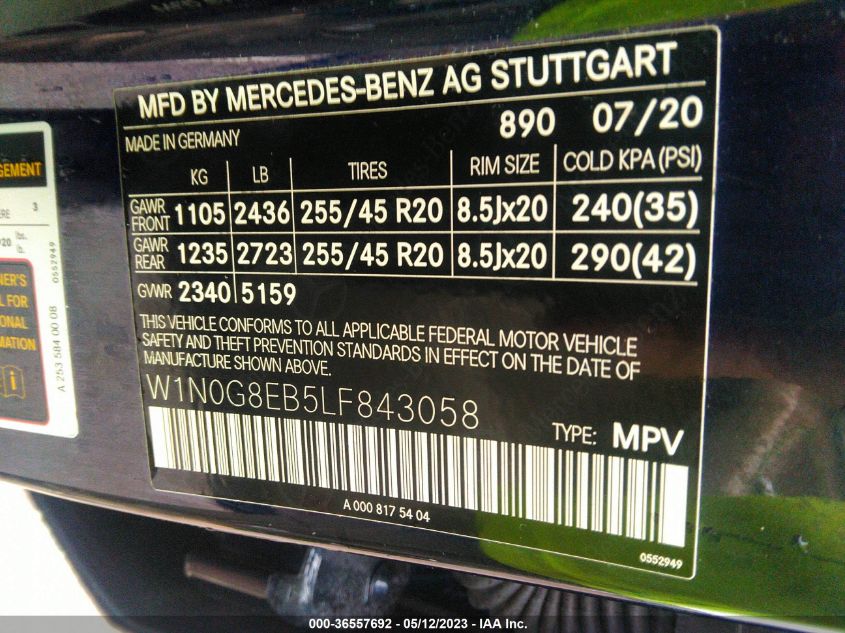 MFD BY MERCEDES-BENZ AG STUTTGART
MADE IN GERMANY 890 07/20
KG LB TIRES RIM SIZE COLD KPA (PSI)
GAWR FRONT 1105 2436 255/45 R20 8.5Jx20 240(35)
GAWR REAR 1235 2723 255/45 R20 8.5Jx20 290(42)
GVWR 2340 5159
THIS VEHICLE CONFORMS TO ALL APPLICABLE FEDERAL MOTOR VEHICLE
SAFETY AND THEFT PREVENTION STANDARDS IN EFFECT ON THE DATE OF
MANUFACTURE SHOWN ABOVE.
W1N0G8EB5LF843058
TYPE: MPV
A 000 817 54 04
0552949
3
lbs.
0552949
A 253 584 00 08
000-36557692 - 05/12/2023 - IAA Inc.